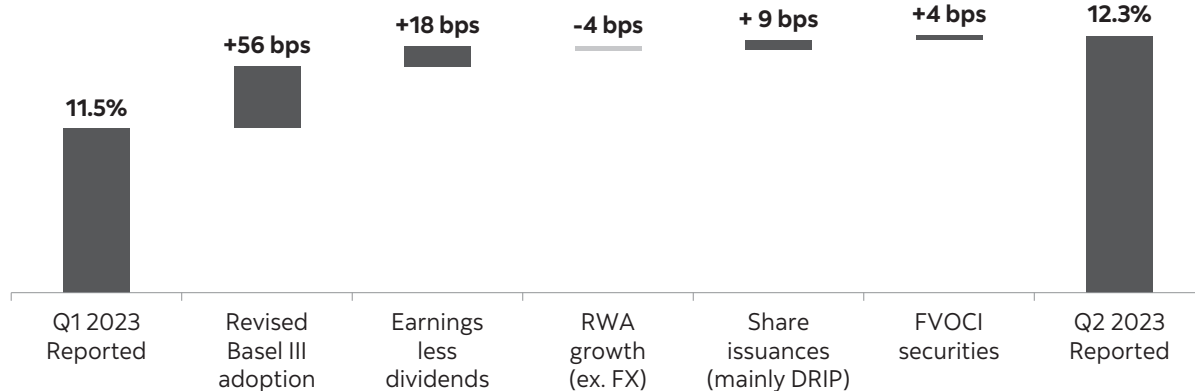 11.5%
+56 bps
+18 bps
-4 bps
+ 9 bps
+4 bps
12.3%
Q1 2023
Reported
Revised
Basel III
adoption
Earnings
less
dividends
RWA
growth
(ex. FX)
Share
issuances
(mainly DRIP)
FVOCI
securities
Q2 2023
Reported